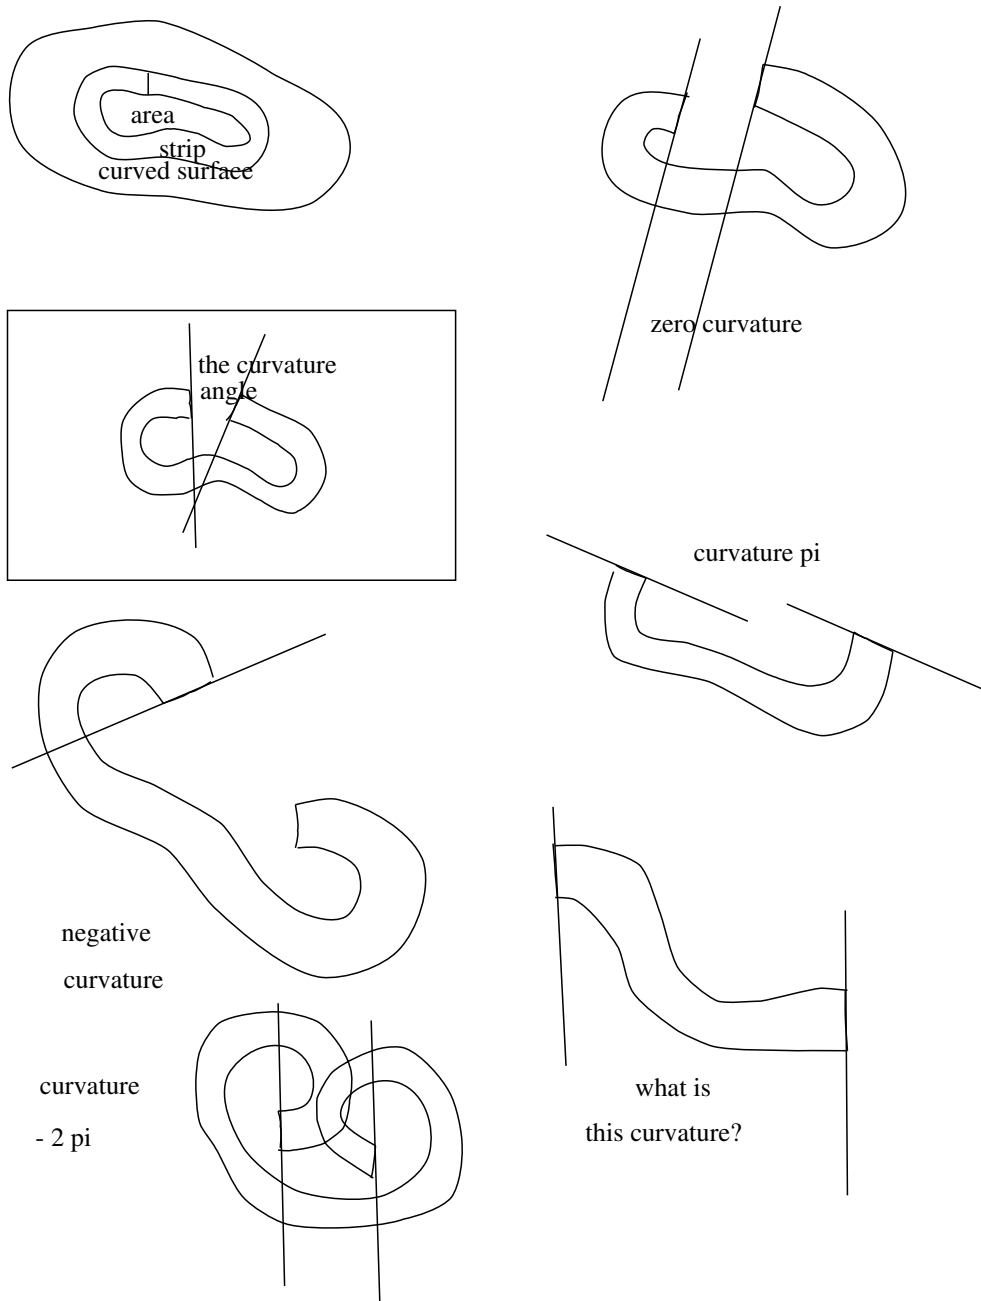 area
strip
curved surface
zero curvature
the curvature
angle
curvature pi
negative
curvature
curvature
- 2 pi
what is
this curvature?